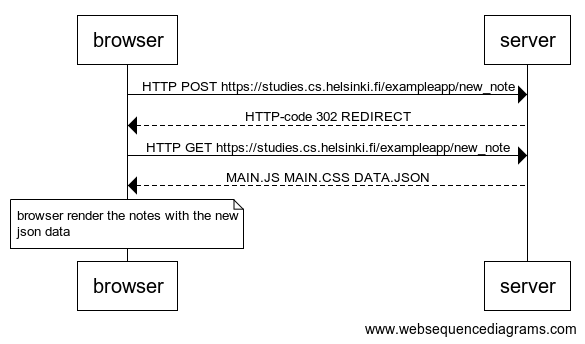 browser
server
HTTP POST https://studies.cs.helsinki.fi/exampleapp/new_note
HTTP-code 302 REDIRECT
HTTP GET https://studies.cs.helsinki.fi/exampleapp/new_note
MAIN.JS MAIN.CSS DATA.JSON
browser render the notes with the new
json data
browser
server
www.websequencediagrams.com